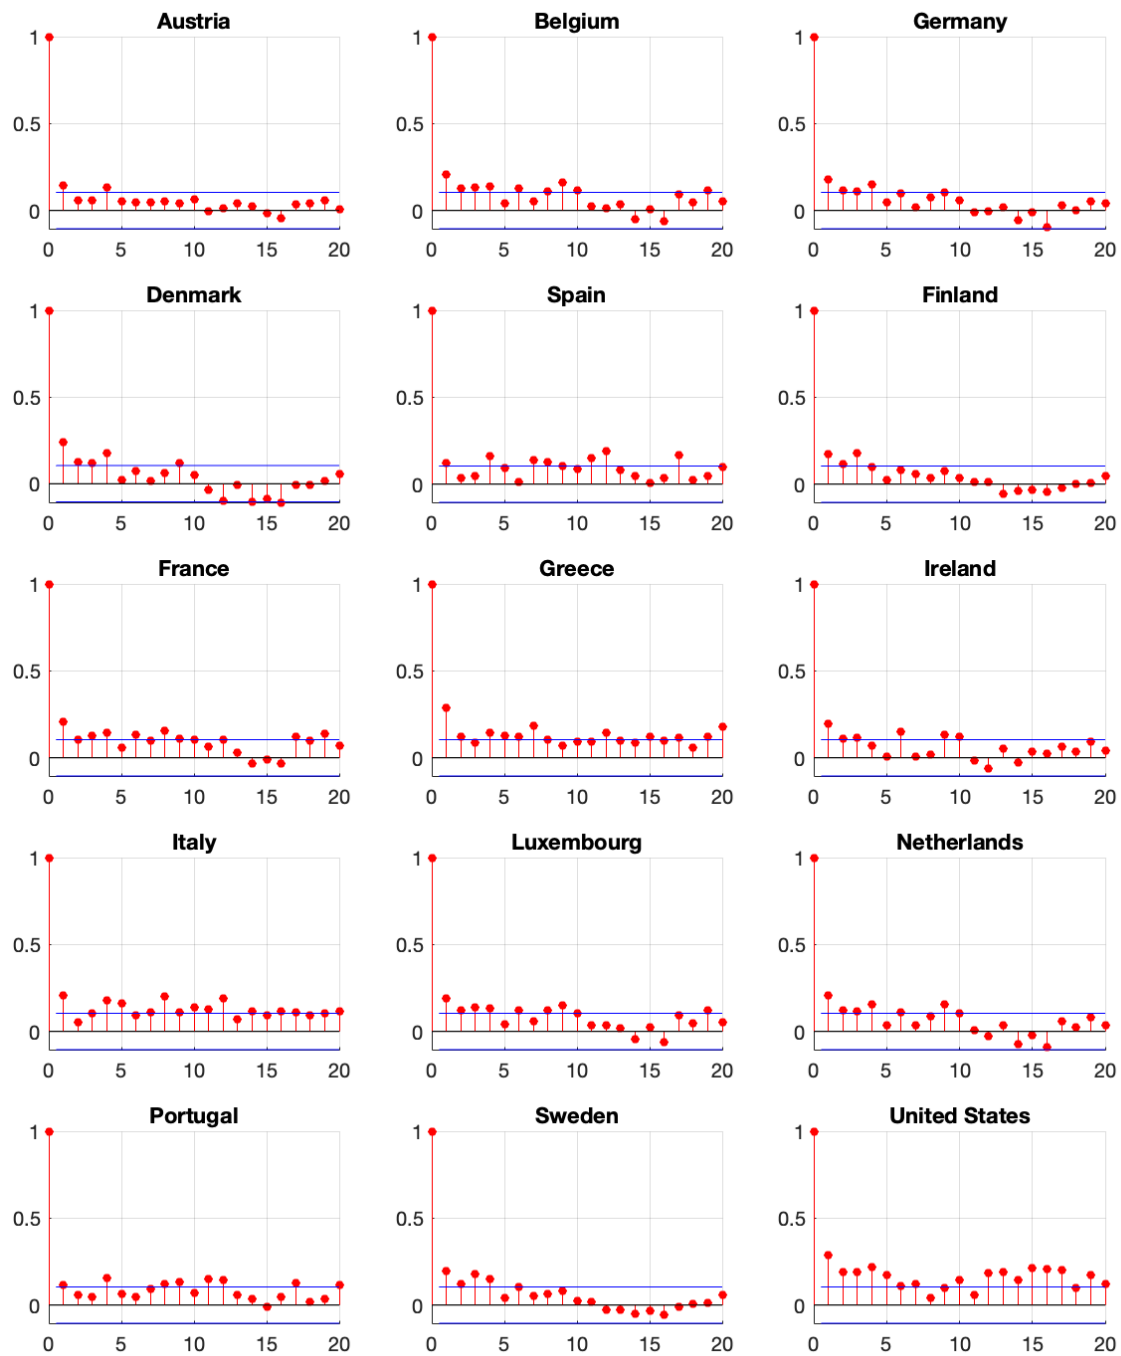 Austria Belgium Germany
1 1 1
0.5 0.5 0.5
0 0 0
0 5 10 15 20 0 5 10 15 20 0 5 10 15 20
Denmark Spain Finland
1 1 1
0.5 0.5 0.5
0 0 0
0 5 10 15 20 0 5 10 15 20 0 5 10 15 20
France Greece Ireland
1 1 1
0.5 0.5 0.5
0 0 0
0 5 10 15 20 0 5 10 15 20 0 5 10 15 20
Italy Luxembourg Netherlands
1 1 1
0.5 0.5 0.5
0 0 0
0 5 10 15 20 0 5 10 15 20 0 5 10 15 20
Portugal Sweden United States
1 1 1
0.5 0.5 0.5
0 0 0
0 5 10 15 20 0 5 10 15 20 0 5 10 15 20